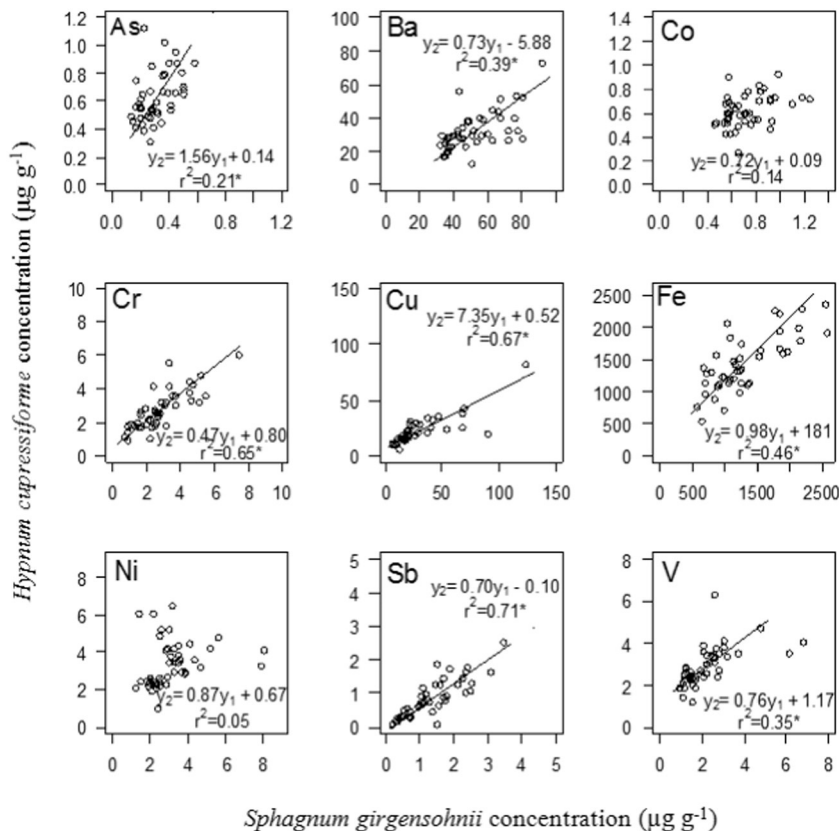 As
1.2
1.0
0.8
0.6
0.4
0.2
0.0
y₂= 1.56y₁+ 0.14
r²=0.21*
0.0 0.4 0.8 1.2
Ba
100
80
60
40
20
0
y₂= 0.73y₁ - 5.88
r²=0.39*
0 20 40 60 80
Co
1.4
1.2
1.0
0.8
0.6
0.4
0.2
0.0
y₂= 0.72y₁ + 0.09
r²=0.14
0.0 0.4 0.8 1.2
Cr
10
8
6
4
2
0
y₂= 0.47y₁ + 0.80
r²=0.65*
0 2 4 6 8 10
Cu
150
100
50
0
y₂= 7.35y₁ + 0.52
r²=0.67*
0 50 100 150
Fe
2500
2000
1500
1000
500
0
y₂= 0.98y₁ + 181
r²=0.46*
500 1500 2500
Ni
8
6
4
2
0
y₂= 0.87y₁ + 0.67
r²=0.05
0 2 4 6 8
Sb
5
4
3
2
1
0
y₂= 0.70y₁ - 0.10
r²=0.71*
0 1 2 3 4 5
V
8
6
4
2
0
y₂= 0.76y₁ + 1.17
r²=0.35*
0 2 4 6 8
Hypnum cupressiforme concentration (µg g⁻¹)
Sphagnum girgensohnii concentration (µg g⁻¹)